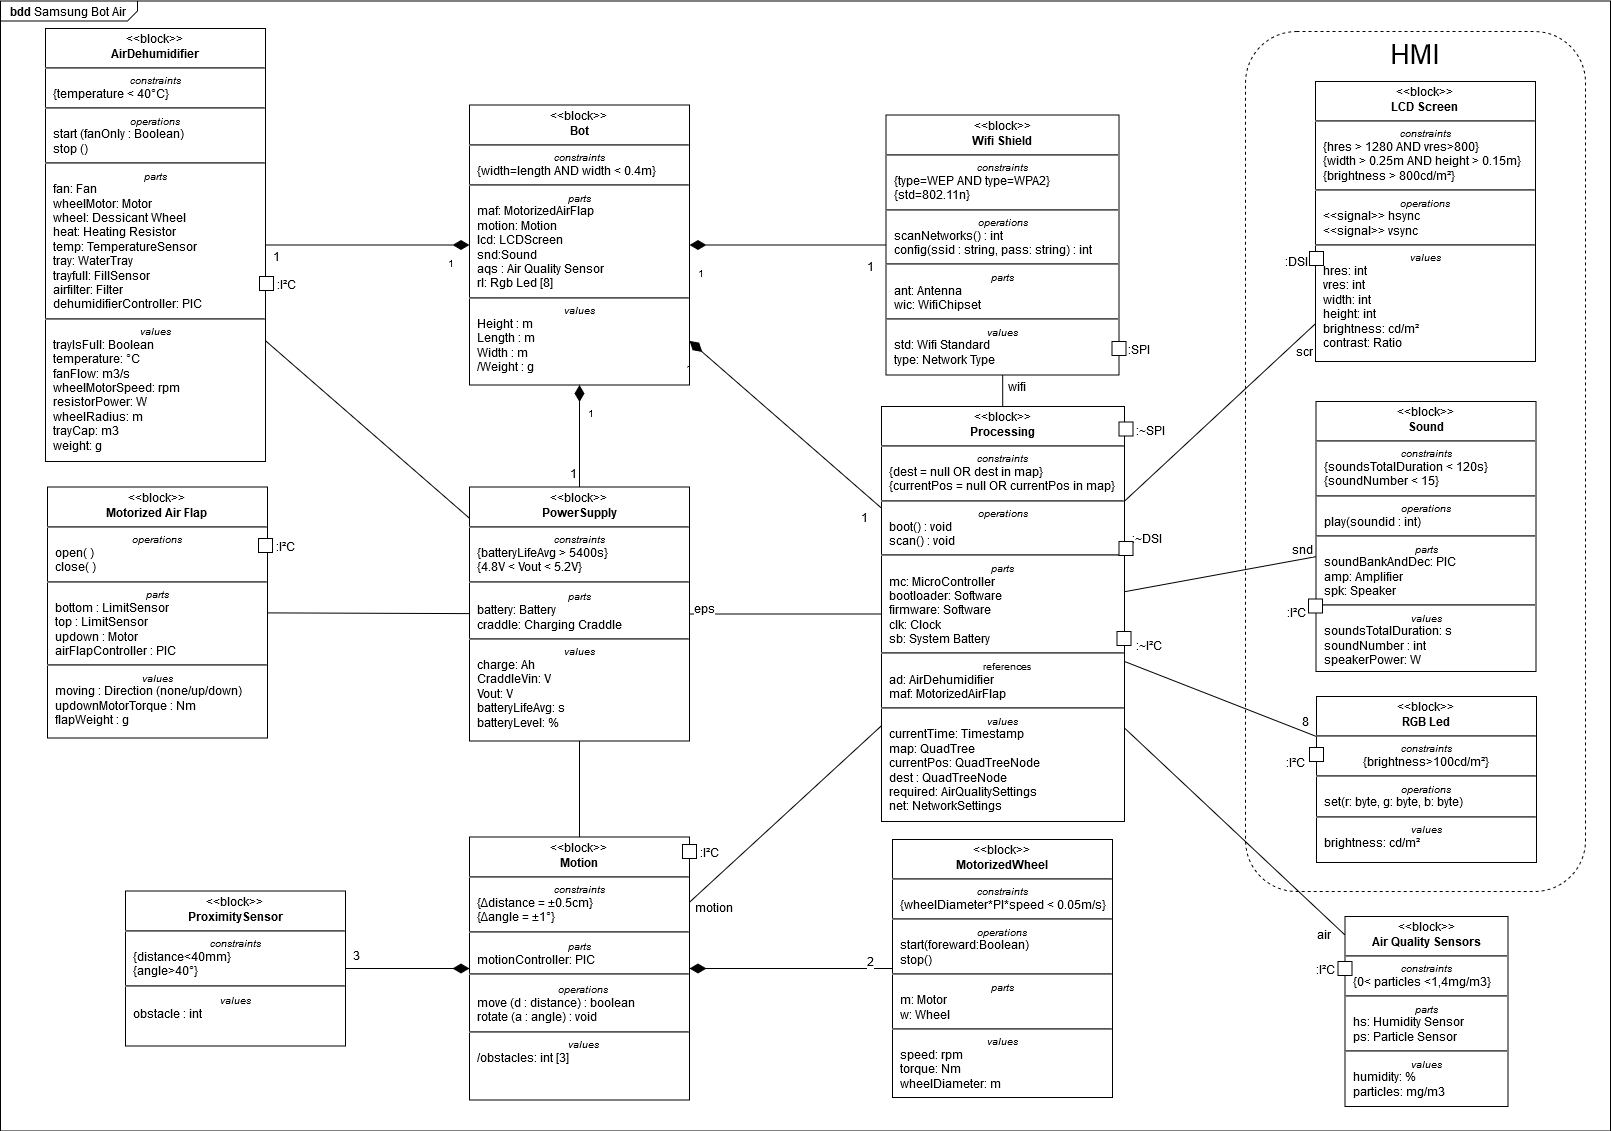 bdd Samsung Bot Air
<<block>>
AirDehumidifier
constraints
{temperature < 40°C}
operations
start (fanOnly : Boolean)
stop ()
parts
fan: Fan
wheelMotor: Motor
wheel: Dessicant Wheel
heat: Heating Resistor
temp: TemperatureSensor
tray: WaterTray
trayfull: FillSensor
airfilter: Filter
dehumidifierController: PIC
values
trayIsFull: Boolean
temperature: °C
fanFlow: m3/s
wheelMotorSpeed: rpm
resistorPower: W
wheelRadius: m
trayCap: m3
weight: g
1
:I²C
1
<<block>>
Bot
constraints
{width=length AND width < 0.4m}
parts
maf: MotorizedAirFlap
motion: Motion
lcd: LCDScreen
snd:Sound
aqs : Air Quality Sensor
rl: Rgb Led [8]
values
Height : m
Length : m
Width : m
/Weight : g
1
1
1
1
<<block>>
Wifi Shield
constraints
{type=WEP AND type=WPA2}
{std=802.11n}
operations
scanNetworks() : int
config(ssid : string, pass: string) : int
parts
ant: Antenna
wic: WifiChipset
values
std: Wifi Standard
type: Network Type
:SPI
wifi
HMI
<<block>>
LCD Screen
constraints
{hres > 1280 AND vres>800}
{width > 0.25m AND height > 0.15m}
{brightness > 800cd/m²}
operations
<<signal>> hsync
<<signal>> vsync
values
hres: int
vres: int
width: int
height: int
brightness: cd/m²
contrast: Ratio
:DSI
scr
<<block>>
Motorized Air Flap
operations
open( )
close( )
parts
bottom : LimitSensor
top : LimitSensor
updown : Motor
airFlapController : PIC
values
moving : Direction (none/up/down)
updownMotorTorque : Nm
flapWeight : g
:I²C
1
<<block>>
PowerSupply
constraints
{batteryLifeAvg > 5400s}
{4.8V < Vout < 5.2V}
parts
battery: Battery
craddle: Charging Craddle
values
charge: Ah
CraddleVin: V
Vout: V
batteryLifeAvg: s
batteryLevel: %
eps
1
<<block>>
Processing
constraints
{dest = null OR dest in map}
{currentPos = null OR currentPos in map}
operations
boot() : void
scan() : void
parts
mc: MicroController
bootloader: Software
firmware: Software
clk: Clock
sb: System Battery
references
ad: AirDehumidifier
maf: MotorizedAirFlap
values
currentTime: Timestamp
map: QuadTree
currentPos: QuadTreeNode
dest : QuadTreeNode
required: AirQualitySettings
net: NetworkSettings
:~SPI
:~DSI
:~I²C
<<block>>
Sound
constraints
{soundsTotalDuration < 120s}
{soundNumber < 15}
operations
play(soundid : int)
parts
soundBankAndDec: PIC
amp: Amplifier
spk: Speaker
values
soundsTotalDuration: s
soundNumber : int
speakerPower: W
snd
:I²C
8
<<block>>
RGB Led
constraints
{brightness>100cd/m²}
operations
set(r: byte, g: byte, b: byte)
values
brightness: cd/m²
:I²C
<<block>>
ProximitySensor
constraints
{distance<40mm}
{angle>40°}
values
obstacle : int
3
<<block>>
Motion
constraints
{Δdistance = ±0.5cm}
{Δangle = ±1°}
parts
motionController: PIC
operations
move (d : distance) : boolean
rotate (a : angle) : void
values
/obstacles: int [3]
:I²C
motion
2
<<block>>
MotorizedWheel
constraints
{wheelDiameter*PI*speed < 0.05m/s}
operations
start(foreward:Boolean)
stop()
parts
m: Motor
w: Wheel
values
speed: rpm
torque: Nm
wheelDiameter: m
air
:I²C
<<block>>
Air Quality Sensors
constraints
{0< particles <1,4mg/m3}
parts
hs: Humidity Sensor
ps: Particle Sensor
values
humidity: %
particles: mg/m3